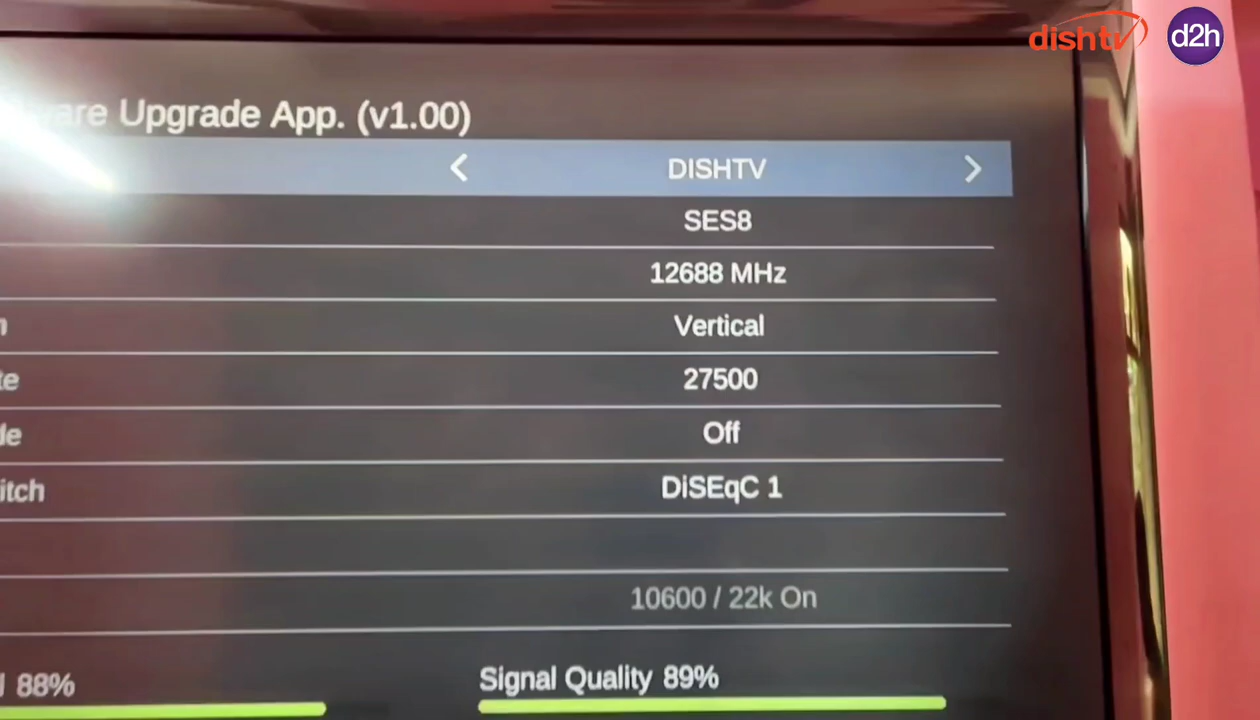 dishtv d2h
Upgrade App. (v1.00)
DISHTV
SES8
12688 MHz
Vertical
27500
Off
DiSEqC 1
10600 / 22k On
88%
Signal Quality 89%